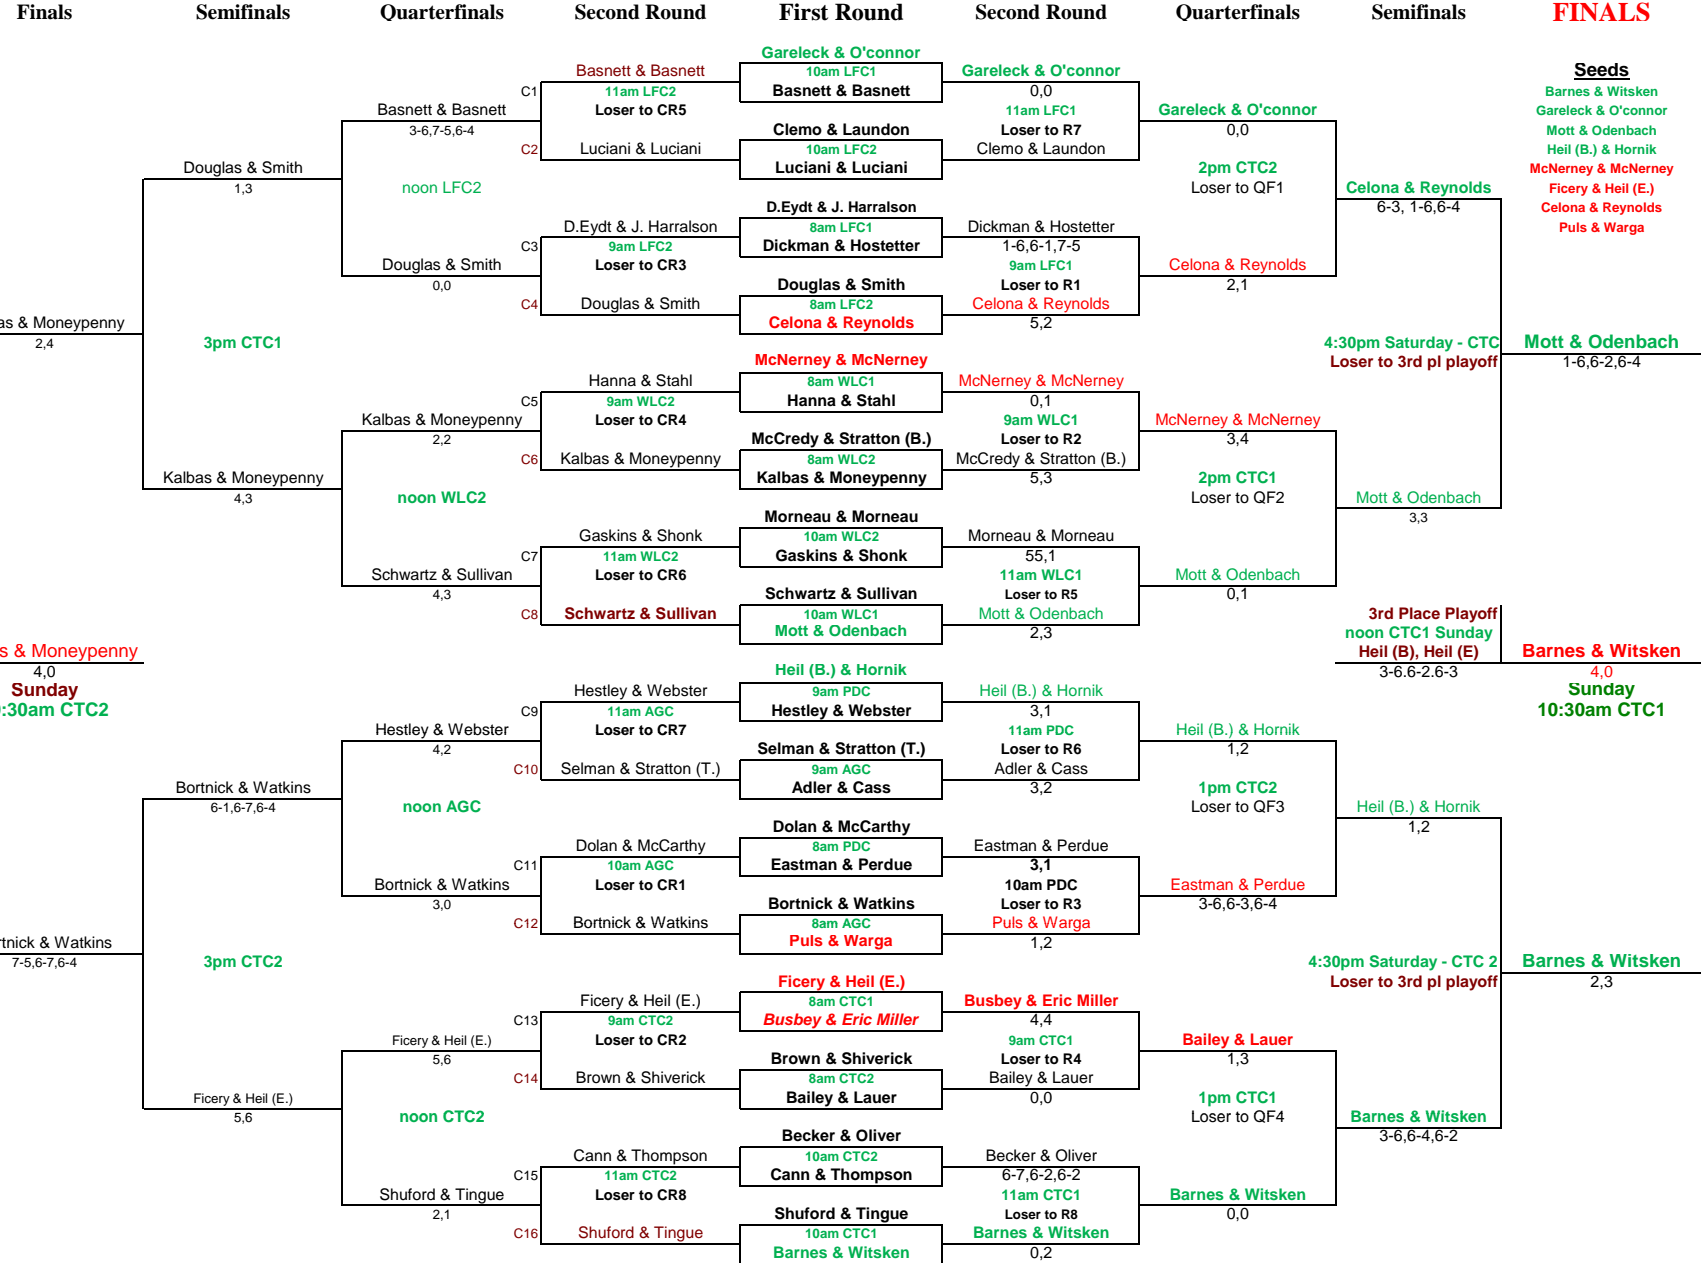 Finals
Semifinals
Quarterfinals
Second Round
First Round
Second Round
Quarterfinals
Semifinals
FINALS
as & Moneypenny
2,4
s & Moneypenny
4,0
Sunday
:30am CTC2
tnick & Watkins
7-5,6-7,6-4
Douglas & Smith
1,3
3pm CTC1
Kalbas & Moneypenny
4,3
Bortnick & Watkins
6-1,6-7,6-4
3pm CTC2
Ficery & Heil (E.)
5,6
Basnett & Basnett
3-6,7-5,6-4
noon LFC2
Douglas & Smith
0,0
Kalbas & Moneypenny
2,2
noon WLC2
Schwartz & Sullivan
4,3
Hestley & Webster
4,2
noon AGC
Bortnick & Watkins
3,0
Ficery & Heil (E.)
5,6
noon CTC2
Shuford & Tingue
2,1
Basnett & Basnett
C1
11am LFC2
Loser to CR5
C2
Luciani & Luciani
D.Eydt & J. Harralson
C3
9am LFC2
Loser to CR3
C4
Douglas & Smith
Hanna & Stahl
C5
9am WLC2
Loser to CR4
C6
Kalbas & Moneypenny
Gaskins & Shonk
C7
11am WLC2
Loser to CR6
C8
Schwartz & Sullivan
Hestley & Webster
C9
11am AGC
Loser to CR7
C10
Selman & Stratton (T.)
Dolan & McCarthy
C11
10am AGC
Loser to CR1
C12
Bortnick & Watkins
Ficery & Heil (E.)
C13
9am CTC2
Loser to CR2
C14
Brown & Shiverick
Cann & Thompson
C15
11am CTC2
Loser to CR8
C16
Shuford & Tingue
Gareleck & O'connor
10am LFC1
Basnett & Basnett
Clemo & Laundon
10am LFC2
Luciani & Luciani
D.Eydt & J. Harralson
8am LFC1
Dickman & Hostetter
Douglas & Smith
8am LFC2
Celona & Reynolds
McNerney & McNerney
8am WLC1
Hanna & Stahl
McCredy & Stratton (B.)
8am WLC2
Kalbas & Moneypenny
Morneau & Morneau
10am WLC2
Gaskins & Shonk
Schwartz & Sullivan
10am WLC1
Mott & Odenbach
Heil (B.) & Hornik
9am PDC
Hestley & Webster
Selman & Stratton (T.)
9am AGC
Adler & Cass
Dolan & McCarthy
8am PDC
Eastman & Perdue
Bortnick & Watkins
8am AGC
Puls & Warga
Ficery & Heil (E.)
8am CTC1
Busbey & Eric Miller
Brown & Shiverick
8am CTC2
Bailey & Lauer
Becker & Oliver
10am CTC2
Cann & Thompson
Shuford & Tingue
10am CTC1
Barnes & Witsken
Gareleck & O'connor
0,0
11am LFC1
Loser to R7
Clemo & Laundon
Dickman & Hostetter
1-6,6-1,7-5
9am LFC1
Loser to R1
Celona & Reynolds
5,2
McNerney & McNerney
0,1
9am WLC1
Loser to R2
McCredy & Stratton (B.)
5,3
Morneau & Morneau
55,1
11am WLC1
Loser to R5
Mott & Odenbach
2,3
Heil (B.) & Hornik
3,1
11am PDC
Loser to R6
Adler & Cass
3,2
Eastman & Perdue
3,1
10am PDC
Loser to R3
Puls & Warga
1,2
Busbey & Eric Miller
4,4
9am CTC1
Loser to R4
Bailey & Lauer
0,0
Becker & Oliver
6-7,6-2,6-2
11am CTC1
Loser to R8
Barnes & Witsken
0,2
Gareleck & O'connor
0,0
2pm CTC2
Loser to QF1
Celona & Reynolds
2,1
McNerney & McNerney
3,4
2pm CTC1
Loser to QF2
Mott & Odenbach
0,1
Heil (B.) & Hornik
1,2
1pm CTC2
Loser to QF3
Eastman & Perdue
3-6,6-3,6-4
Bailey & Lauer
1,3
1pm CTC1
Loser to QF4
Barnes & Witsken
0,0
Celona & Reynolds
6-3, 1-6,6-4
4:30pm Saturday - CTC
Loser to 3rd pl playoff
Mott & Odenbach
3,3
3rd Place Playoff
noon CTC1 Sunday
Heil (B), Heil (E)
3-6.6-2.6-3
Heil (B.) & Hornik
1,2
4:30pm Saturday - CTC 2
Loser to 3rd pl playoff
Barnes & Witsken
3-6,6-4,6-2
Seeds
Barnes & Witsken
Gareleck & O'connor
Mott & Odenbach
Heil (B.) & Hornik
McNerney & McNerney
Ficery & Heil (E.)
Celona & Reynolds
Puls & Warga
Mott & Odenbach
1-6,6-2,6-4
Barnes & Witsken
4,0
Sunday
10:30am CTC1
Barnes & Witsken
2,3